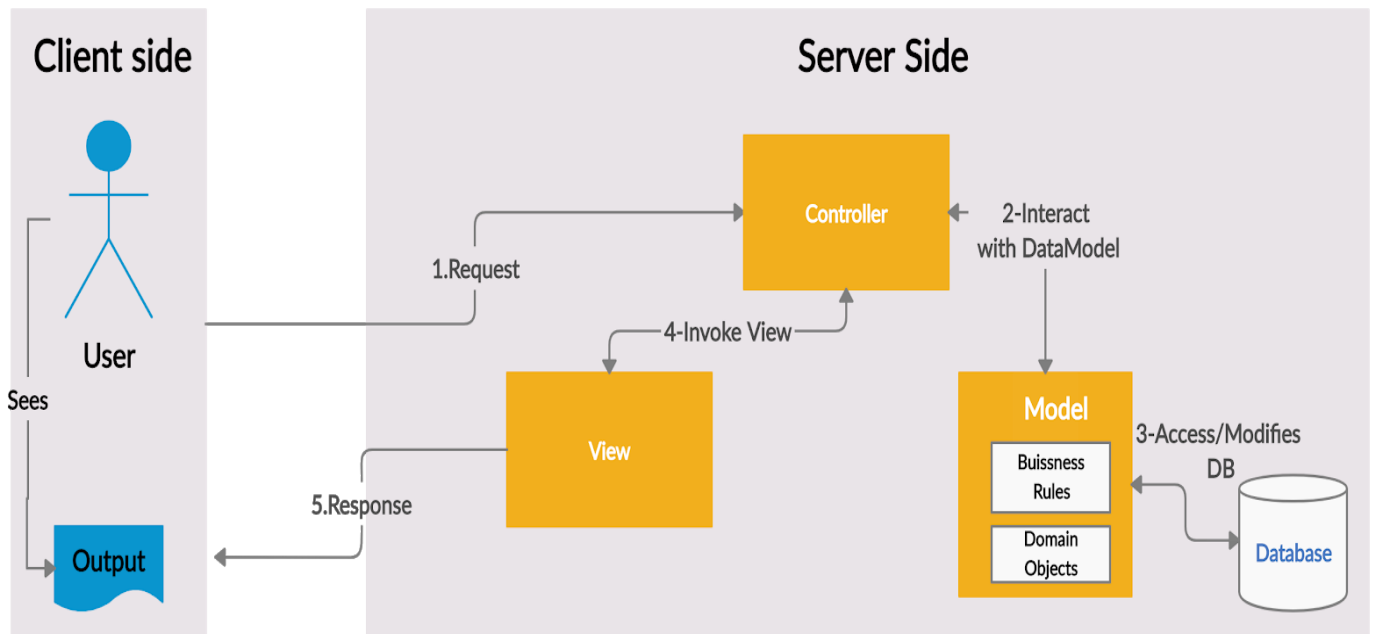 Client side
Server Side
Controller
2-Interact
with DataModel
1.Request
4-Invoke View
User
Sees
Model
View
3-Access/Modifies
DB
Buissness
Rules
5.Response
Domain
Objects
Output
Database